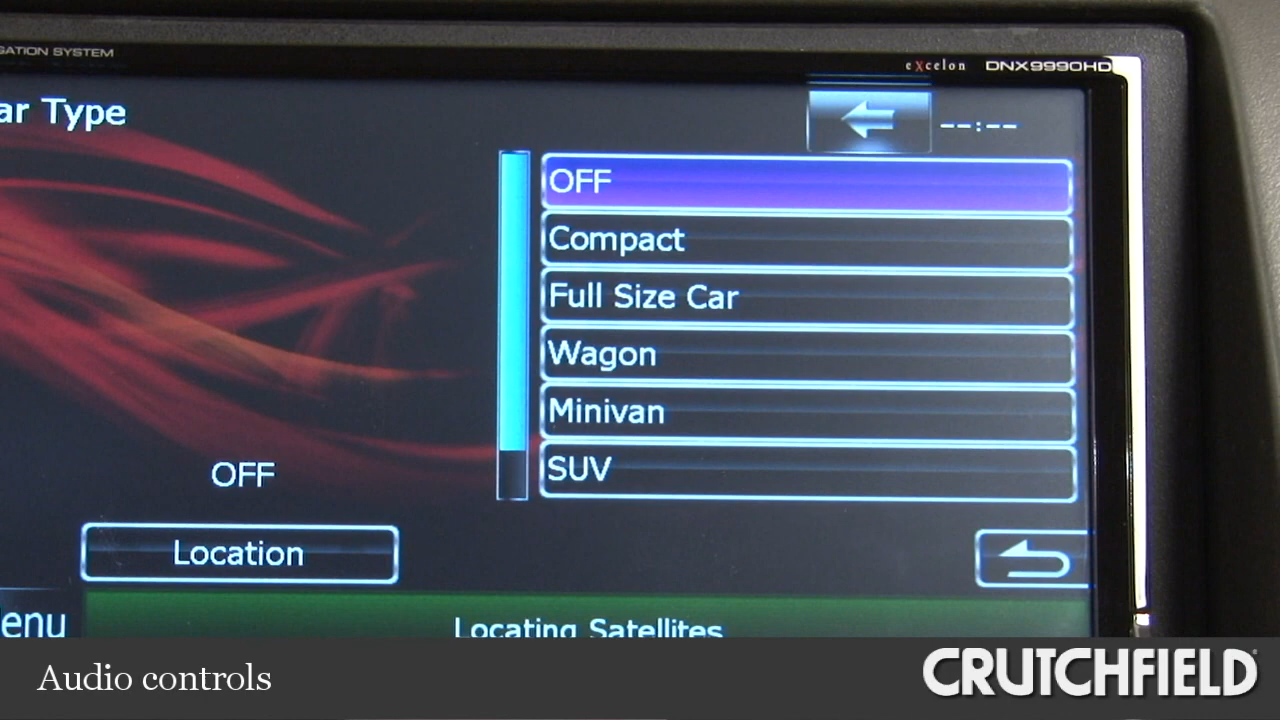 GATION SYSTEM
eXcelon DNX9990HD
ar Type
--:--
OFF
Compact
Full Size Car
Wagon
Minivan
SUV
OFF
Location
enu
Locating Satellites
Audio controls
CRUTCHFIELD